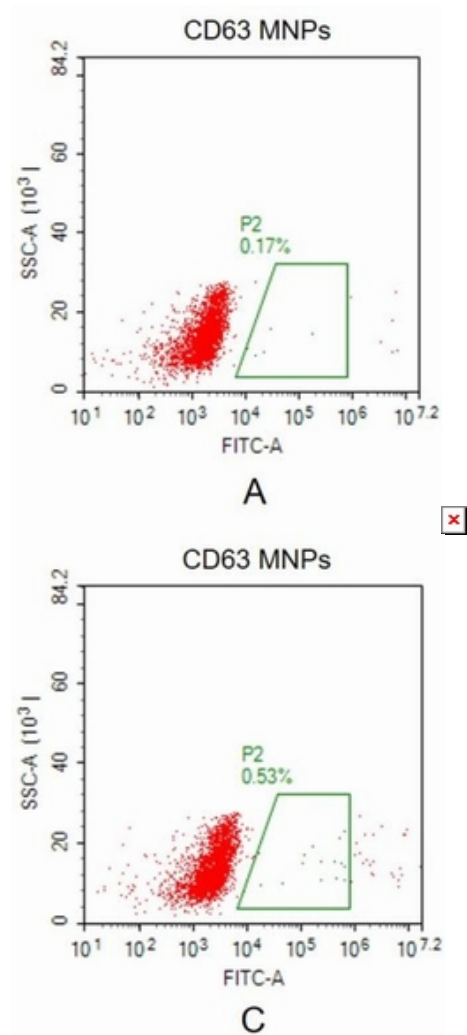 CD63 MNPs
84.2
60
40
20
0
SSC-A (10³)
P2
0.17%
10¹ 10² 10³ 10⁴ 10⁵ 10⁶ 10⁷·²
FITC-A
A
CD63 MNPs
84.2
60
40
20
0
SSC-A (10³)
P2
0.53%
10¹ 10² 10³ 10⁴ 10⁵ 10⁶ 10⁷·²
FITC-A
C